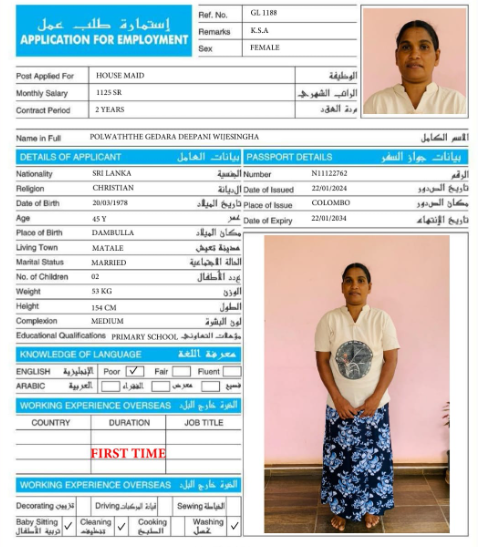 إستمارة طلب عمل
APPLICATION FOR EMPLOYMENT
Ref. No. GL 1188
Remarks K.S.A
Sex FEMALE
Post Applied For HOUSE MAID الوظيفة
Monthly Salary 1125 SR الراتب الشهري
Contract Period 2 YEARS مدة العقد
Name in Full POLWATHTHE GEDARA DEEPANI WIJESINGHA الاسم الكامل
DETAILS OF APPLICANT بيانات العامل
Nationality SRI LANKA الجنسية
Religion CHRISTIAN الديانة
Date of Birth 20/03/1978 تاريخ الميلاد
Age 45 Y عمر
Place of Birth DAMBULLA مكان الميلاد
Living Town MATALE مدينة تعيش
Marital Status MARRIED الحالة الاجتماعية
No. of Children 02 عدد الأطفال
Weight 53 KG الوزن
Height 154 CM الطول
Complexion MEDIUM لون البشرة
Educational Qualifications PRIMARY SCHOOL مؤهلات
PASSPORT DETAILS بيانات جواز السفر
Number N11122762 الرقم
Date of Issued 22/01/2024 تاريخ الصدور
Place of Issue COLOMBO مكان الصدور
Date of Expiry 22/01/2034 تاريخ الإنتهاء
KNOWLEDGE OF LANGUAGE معرفة اللغة
ENGLISH الإنجليزية Poor ✓ Fair Fluent
ARABIC العربية
WORKING EXPERIENCE OVERSEAS الخبرة خارج البلد
COUNTRY DURATION JOB TITLE
FIRST TIME
WORKING EXPERIENCE OVERSEAS الخبرة خارج البلد
Decorating Driving Sewing الخياطة
Baby Sitting ✓ Cleaning ✓ Cooking Washing ✓
تربية الأطفال تنظيف الطبخ غسل